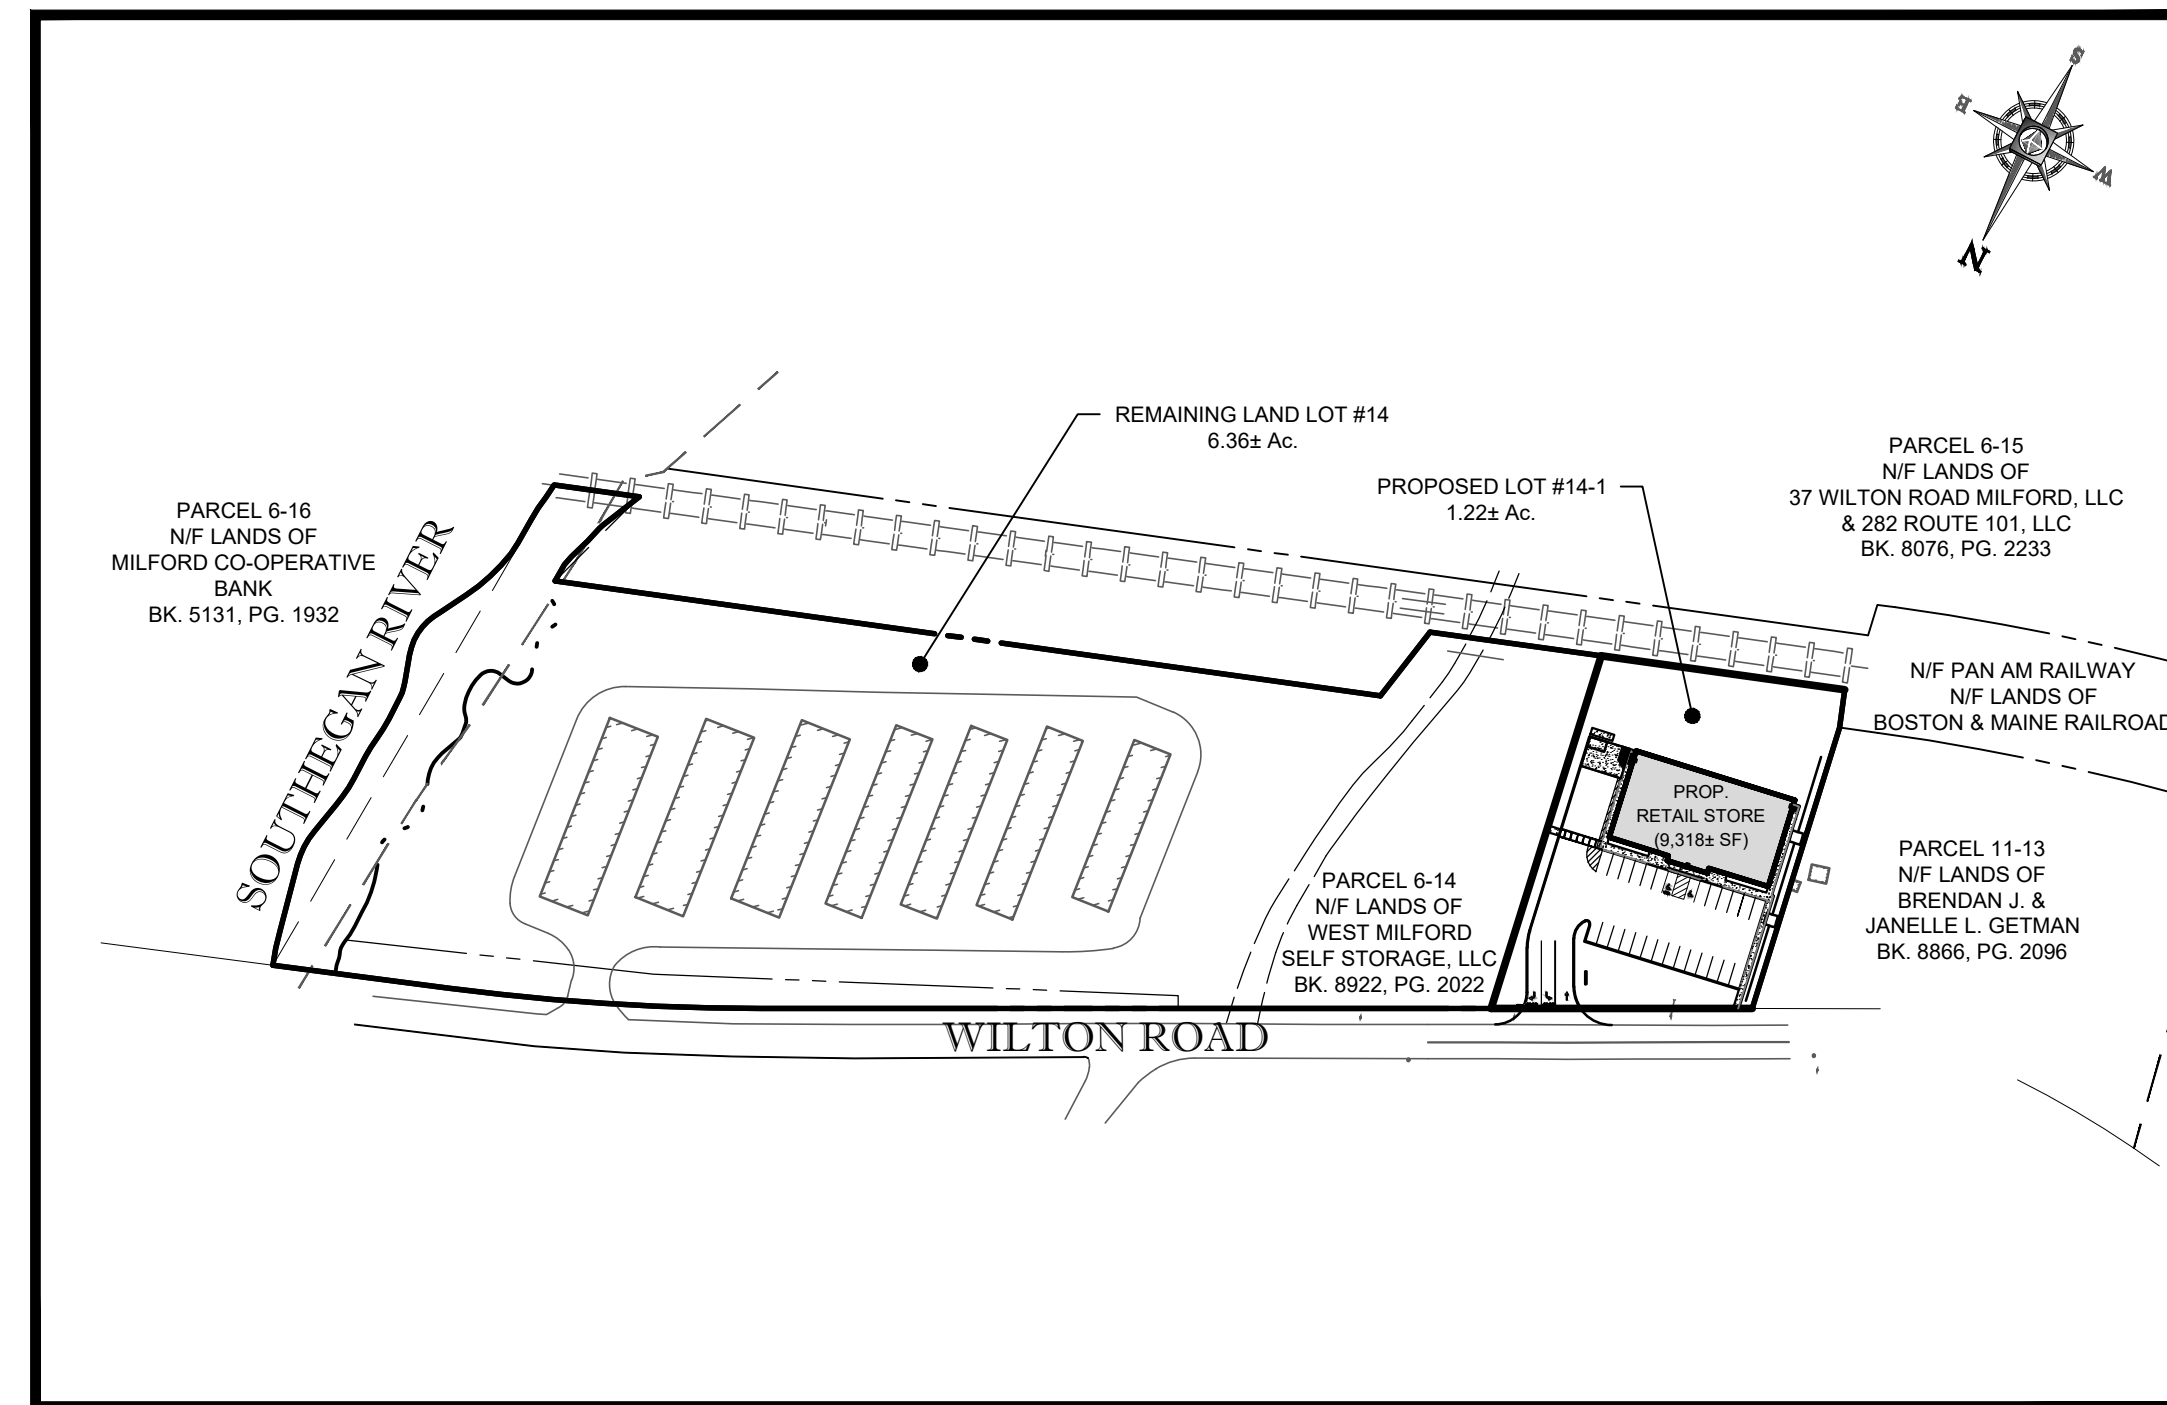 S
E
W
N
REMAINING LAND LOT #14
6.36± Ac.
PROPOSED LOT #14-1
1.22± Ac.
PARCEL 6-15
N/F LANDS OF
37 WILTON ROAD MILFORD, LLC
& 282 ROUTE 101, LLC
BK. 8076, PG. 2233
PARCEL 6-16
N/F LANDS OF
MILFORD CO-OPERATIVE
BANK
BK. 5131, PG. 1932
SOUTHEGAN RIVER
N/F PAN AM RAILWAY
N/F LANDS OF
BOSTON & MAINE RAILROAD
PROP.
RETAIL STORE
(9,318± SF)
PARCEL 6-14
N/F LANDS OF
WEST MILFORD
SELF STORAGE, LLC
BK. 8922, PG. 2022
PARCEL 11-13
N/F LANDS OF
BRENDAN J. &
JANELLE L. GETMAN
BK. 8866, PG. 2096
WILTON ROAD